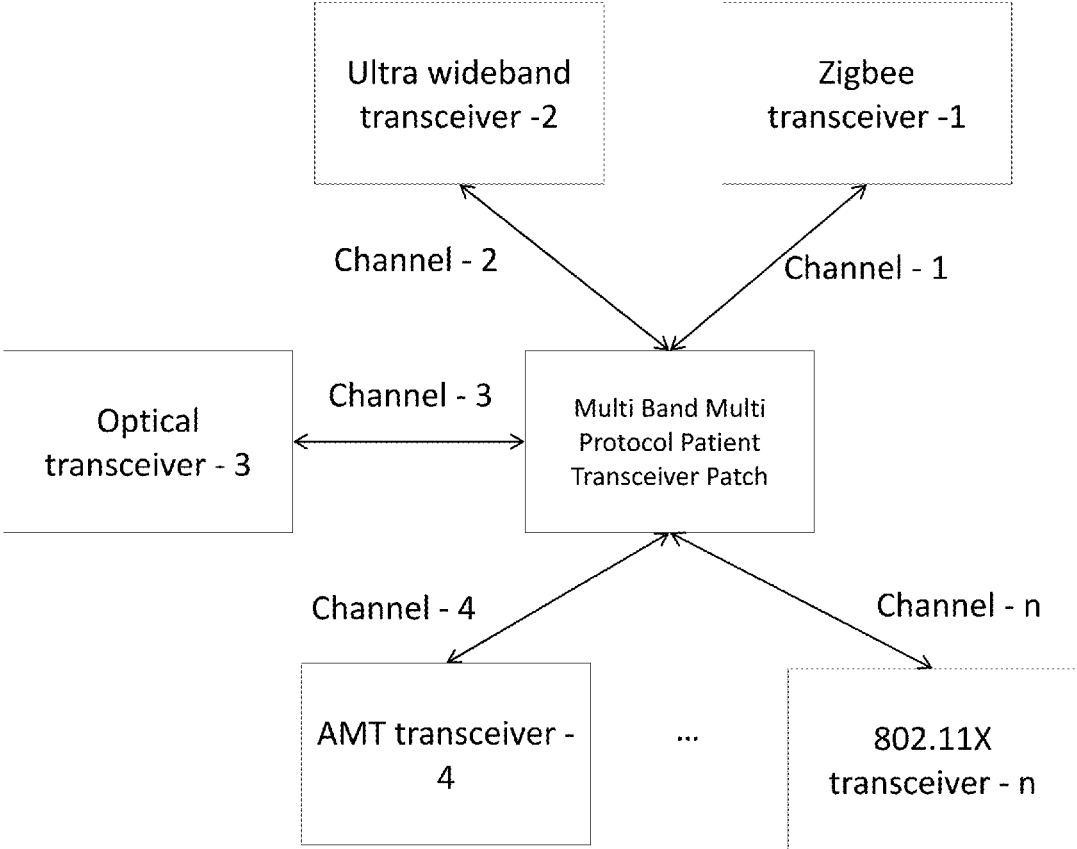 Ultra wideband
transceiver -2
Zigbee
transceiver -1
Channel - 2
Channel - 1
Channel - 3
Optical
transceiver - 3
Multi Band Multi
Protocol Patient
Transceiver Patch
Channel - 4
Channel - n
AMT transceiver -
4
...
802.11X
transceiver - n